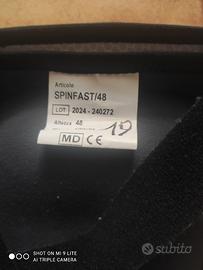 Articolo
SPINFAST/48
LOT 2024-240272
Altezza 48
19
MD CE
SHOT ON MI 9 LITE
AI TRIPLE CAMERA
subito